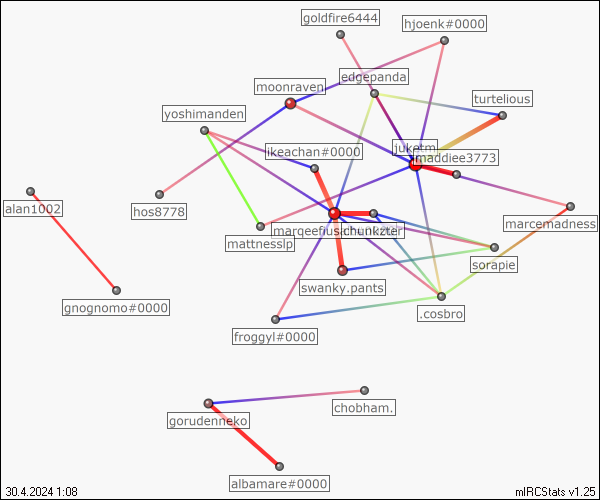 goldfire6444
hjoenk#0000
edgepanda
moonraven
turtelious
yoshimanden
juketm
ikeachan#0000
maddiee3773
alan1002
hos8778
marcemadness
mattnesslp
sorapie
swanky.pants
gnognomo#0000
.cosbro
froggyl#0000
chobham.
gorudenneko
albamare#0000
30.4.2024 1:08
mIRCStats v1.25